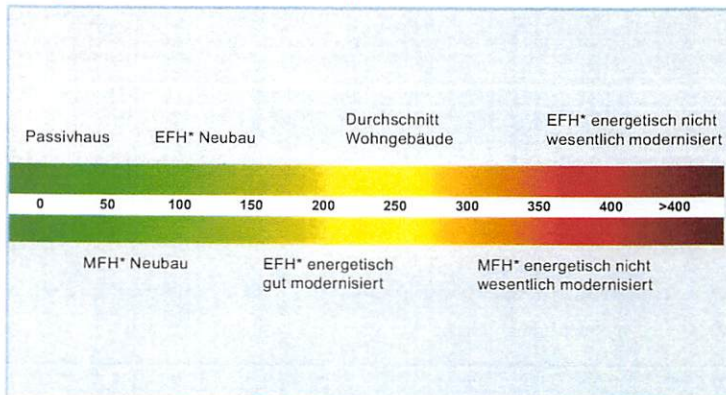 Durchschnitt
Wohngebäude
EFH* energetisch nicht
wesentlich modernisiert
Passivhaus
EFH* Neubau
0 50 100 150 200 250 300 350 400 >400
MFH* Neubau
EFH* energetisch
gut modernisiert
MFH* energetisch nicht
wesentlich modernisiert